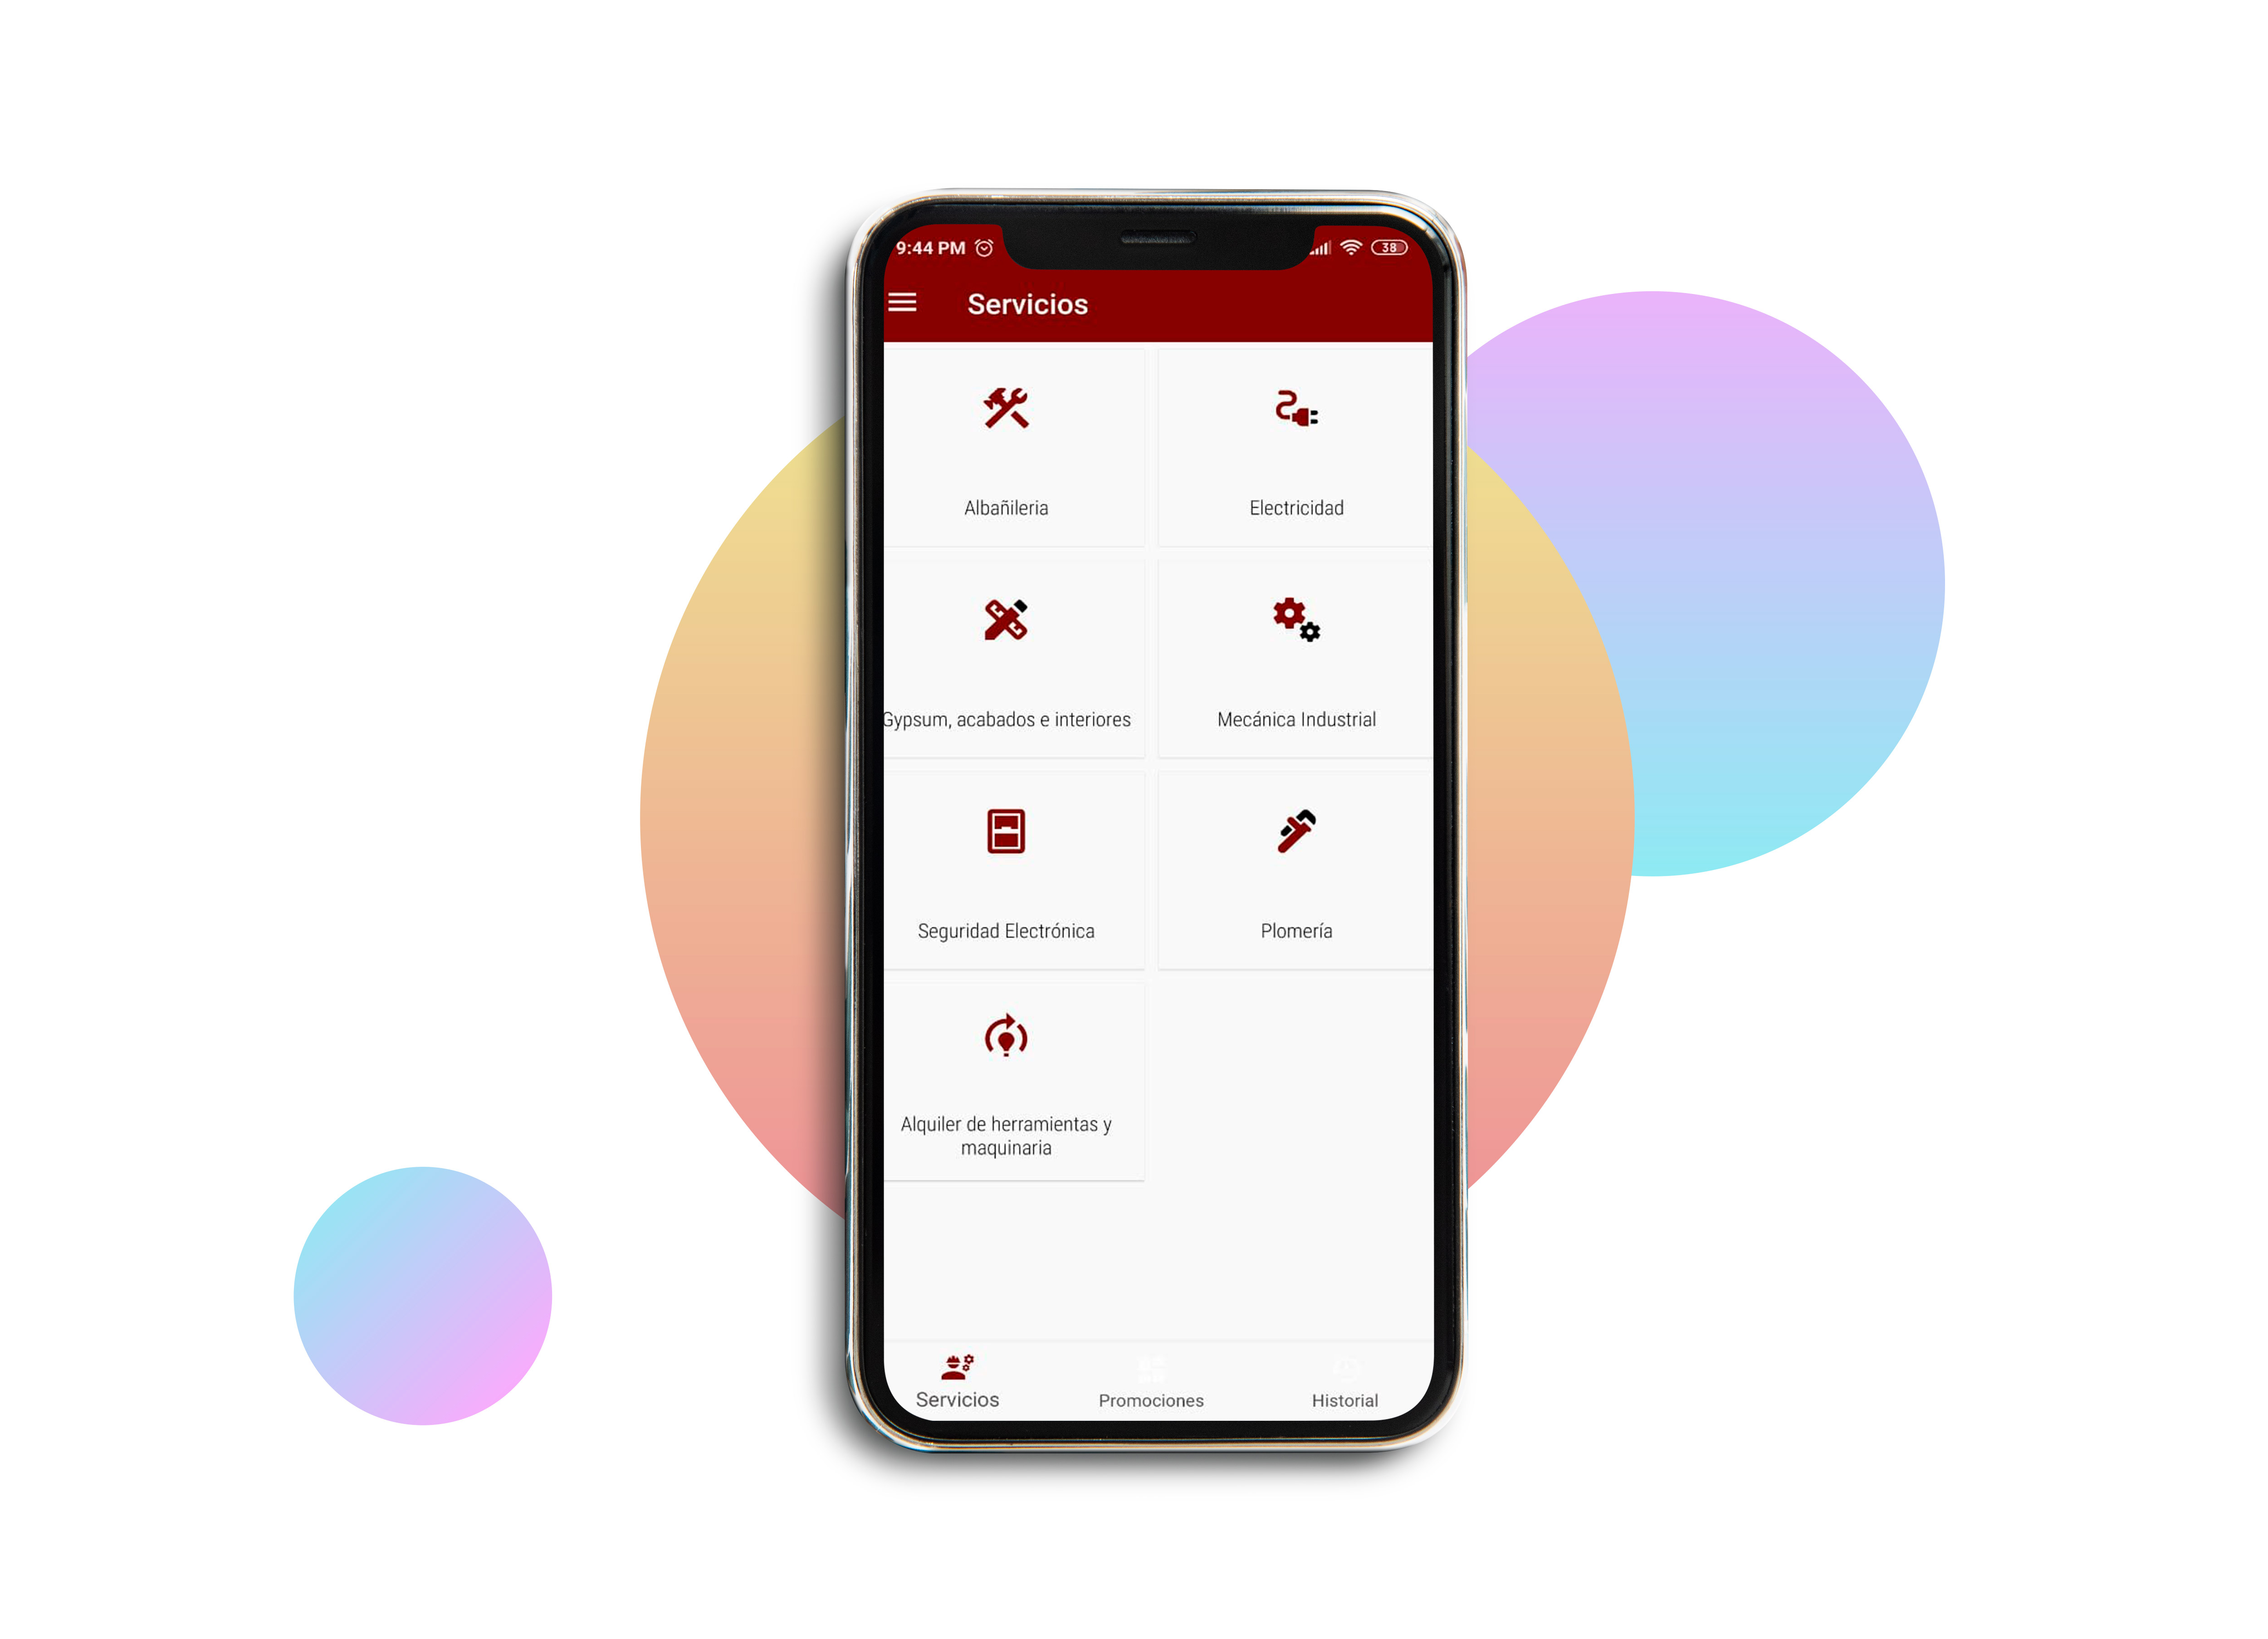 9:44 PM 38
Servicios
Albañileria
Electricidad
Gypsum, acabados e interiores
Mecánica Industrial
Seguridad Electrónica
Plomería
Alquiler de herramientas y
maquinaria
Servicios
Promociones
Historial